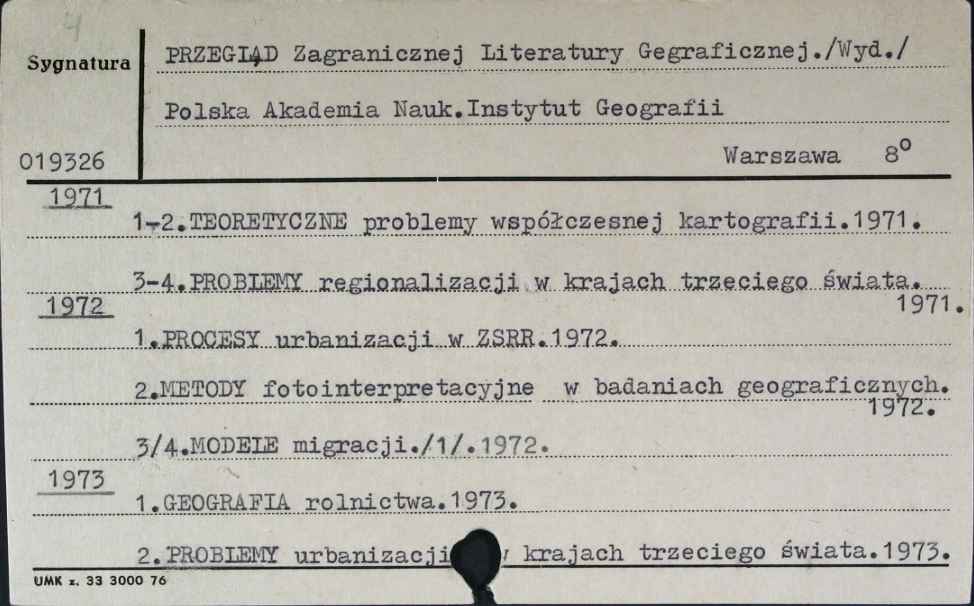 4
Sygnatura
PRZEGLĄD Zagranicznej Literatury Gegraficznej./Wyd./
Polska Akademia Nauk.Instytut Geografii
019326
Warszawa 8⁰
1971
1-2.TEORETYCZNE problemy współczesnej kartografii.1971.
3-4.PROBLEMY regionalizacji w krajach trzeciego świata.
1971.
1972
1.PROCESY urbanizacji w ZSRR.1972.
2.METODY fotointerpretacyjne w badaniach geograficznych.
1972.
3/4.MODELE migracji./1/.1972.
1973
1.GEOGRAFIA rolnictwa.1973.
2.PROBLEMY urbanizacji w krajach trzeciego świata.1973.
UMK z. 33 3000 76